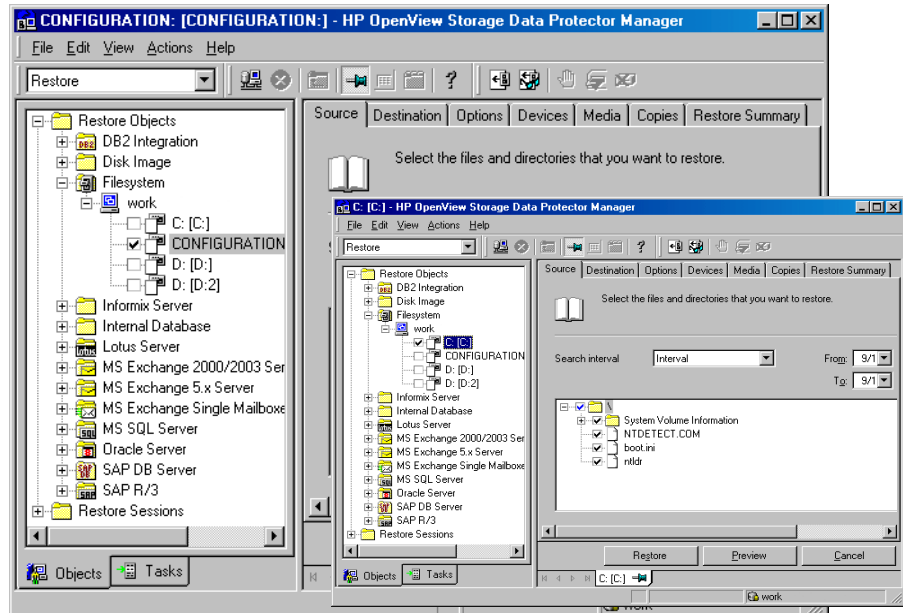 CONFIGURATION: [CONFIGURATION:] - HP OpenView Storage Data Protector Manager
File Edit View Actions Help
Restore
Restore Objects
DB2 Integration
Disk Image
Filesystem
work
C: [C:]
CONFIGURATION
D: [D:]
D: [D:2]
Informix Server
Internal Database
Lotus Server
MS Exchange 2000/2003 Ser
MS Exchange 5.x Server
MS Exchange Single Mailboxe
MS SQL Server
Oracle Server
SAP DB Server
SAP R/3
Restore Sessions
Objects Tasks
Source Destination Options Devices Media Copies Restore Summary
Select the files and directories that you want to restore.
C: [C:] - HP OpenView Storage Data Protector Manager
File Edit View Actions Help
Restore
Restore Objects
DB2 Integration
Disk Image
Filesystem
work
C: [C:]
CONFIGURATION
D: [D:]
D: [D:2]
Informix Server
Internal Database
Lotus Server
MS Exchange 2000/2003 Ser
MS Exchange 5.x Server
MS Exchange Single Mailboxe
MS SQL Server
Oracle Server
SAP DB Server
SAP R/3
Restore Sessions
Objects Tasks
Source Destination Options Devices Media Copies Restore Summary
Select the files and directories that you want to restore.
Search interval Interval From: 9/1
To: 9/1
\
System Volume Information
NTDETECT.COM
boot.ini
ntldr
Restore Preview Cancel
C: [C:]
work